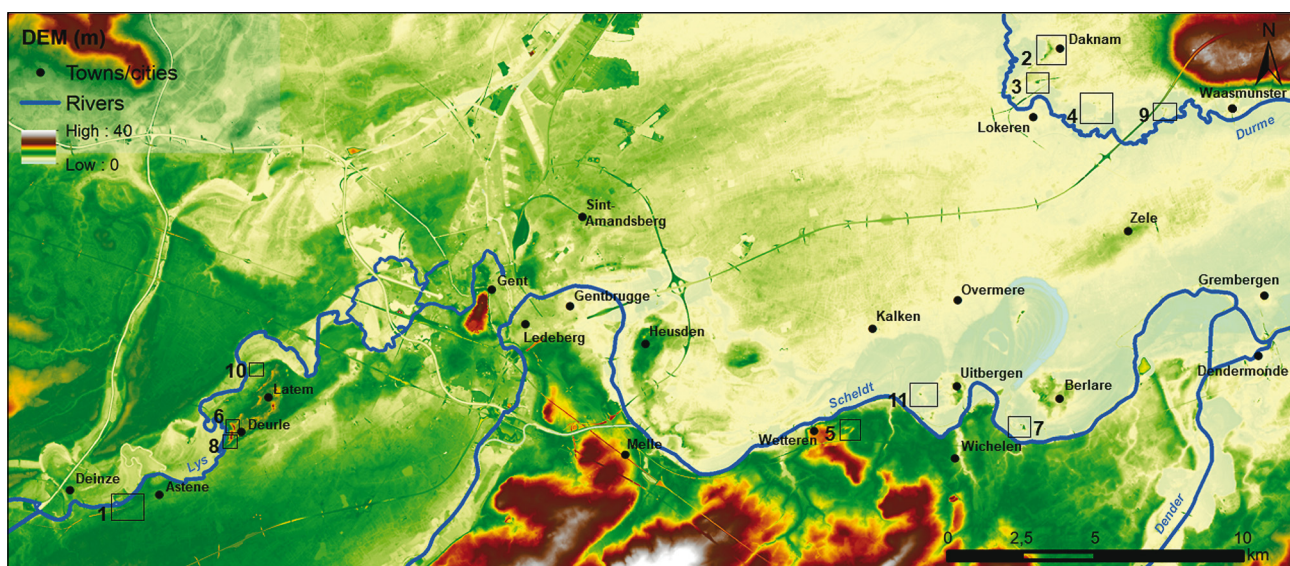 DEM (m)
Towns/cities
Rivers
High : 40
Low : 0
N
2
Daknam
3
4
9
Waasmunster
Lokeren
Durme
Sint-
Amandsberg
Zele
Gent
Gentbrugge
Ledeberg
Heusden
Overmere
Kalken
Grembergen
Dendermonde
10
Latem
6
Deurle
8
Lys
Deinze
Astene
1
Melle
Scheldt
Wetteren
5
11
Uitbergen
Berlare
7
Wichelen
Dender
0
2,5
5
10
km